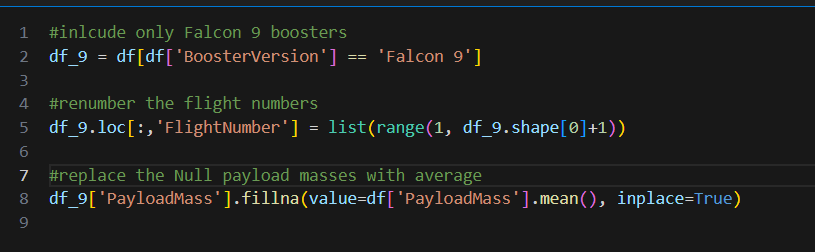 1 #inlcude only Falcon 9 boosters
2 df_9 = df[df['BoosterVersion'] == 'Falcon 9']
3
4 #renumber the flight numbers
5 df_9.loc[:,'FlightNumber'] = list(range(1, df_9.shape[0]+1))
6
7 #replace the Null payload masses with average
8 df_9['PayloadMass'].fillna(value=df['PayloadMass'].mean(), inplace=True)
9